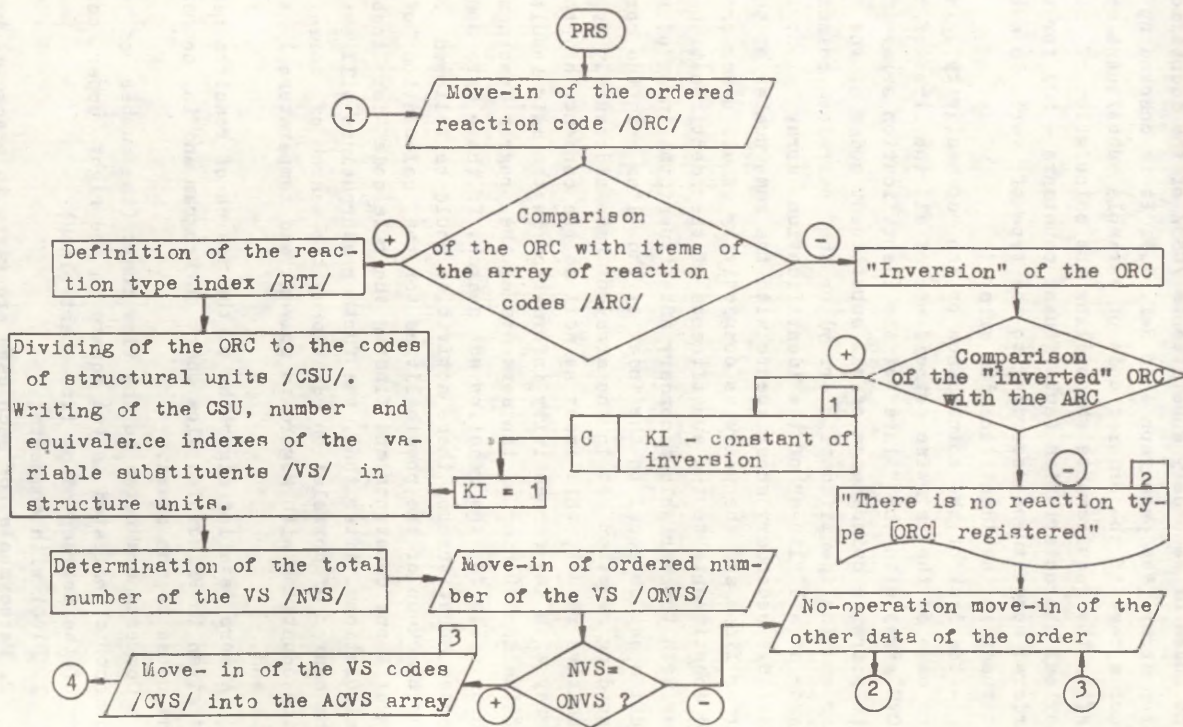 PRS
1
Move-in of the ordered
reaction code /ORC/
Comparison
of the ORC with items of
the array of reaction
codes /ARC/
+
-
Definition of the reac-
tion type index /RTI/
"Inversion" of the ORC
Dividing of the ORC to the codes
of structural units /CSU/.
Writing of the CSU, number and
equivalence indexes of the va-
riable substituents /VS/ in
structure units.
+
Comparison
of the "inverted" ORC
with the ARC
1
C
KI - constant of
inversion
KI = 1
-
2
"There is no reaction ty-
pe [ORC] registered"
Determination of the total
number of the VS /NVS/
Move-in of ordered num-
ber of the VS /ONVS/
No-operation move-in of the
other data of the order
3
Move- in of the VS codes
/CVS/ into the ACVS array
4
NVS=
ONVS ?
+
-
2
3